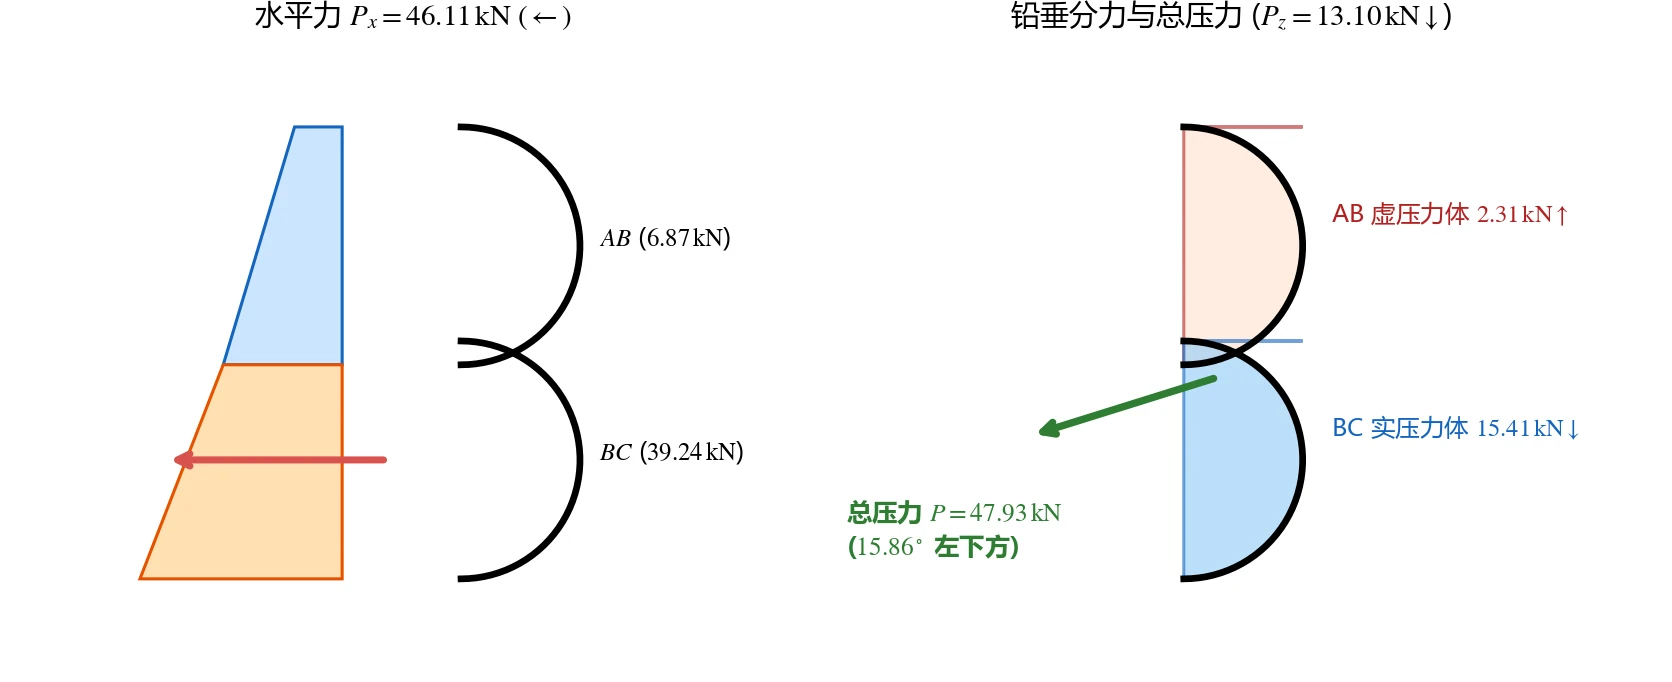 水平力 Pₓ = 46.11 kN (←)
铅垂分力与总压力 (P_z = 13.10 kN↓)
AB (6.87 kN)
BC (39.24 kN)
AB 虚压力体 2.31 kN↑
BC 实压力体 15.41 kN↓
总压力 P = 47.93 kN
(15.86° 左下方)